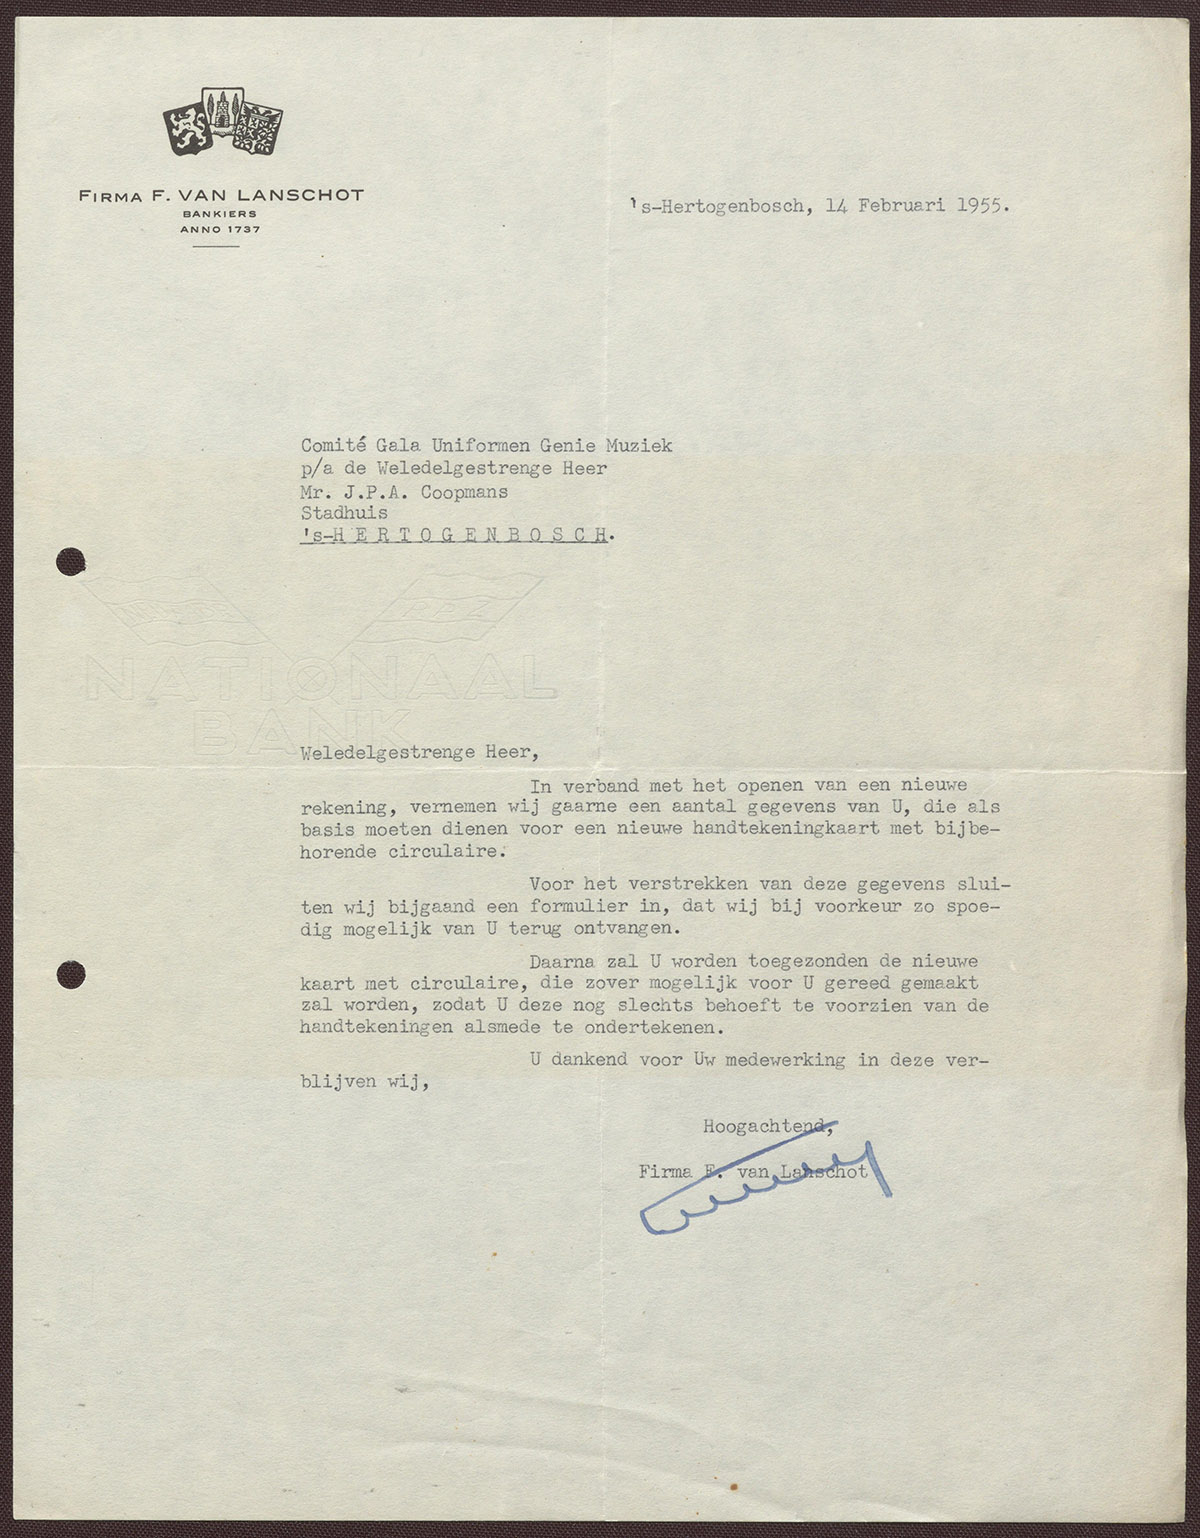 FIRMA F. VAN LANSCHOT
BANKIERS
ANNO 1737
's-Hertogenbosch, 14 Februari 1955.
Comité Gala Uniformen Genie Muziek
p/a de Weledelgestrenge Heer
Mr. J.P.A. Coopmans
Stadhuis
's-HERTOGENBOSCH.
NATIONAAL
BANK
Weledelgestrenge Heer,
In verband met het openen van een nieuwe
rekening, vernemen wij gaarne een aantal gegevens van U, die als
basis moeten dienen voor een nieuwe handtekeningkaart met bijbe-
horende circulaire.
Voor het verstrekken van deze gegevens slui-
ten wij bijgaand een formulier in, dat wij bij voorkeur zo spoe-
dig mogelijk van U terug ontvangen.
Daarna zal U worden toegezonden de nieuwe
kaart met circulaire, die zover mogelijk voor U gereed gemaakt
zal worden, zodat U deze nog slechts behoeft te voorzien van de
handtekeningen alsmede te ondertekenen.
U dankend voor Uw medewerking in deze ver-
blijven wij,
Hoogachtend,
Firma F. van Lanschot